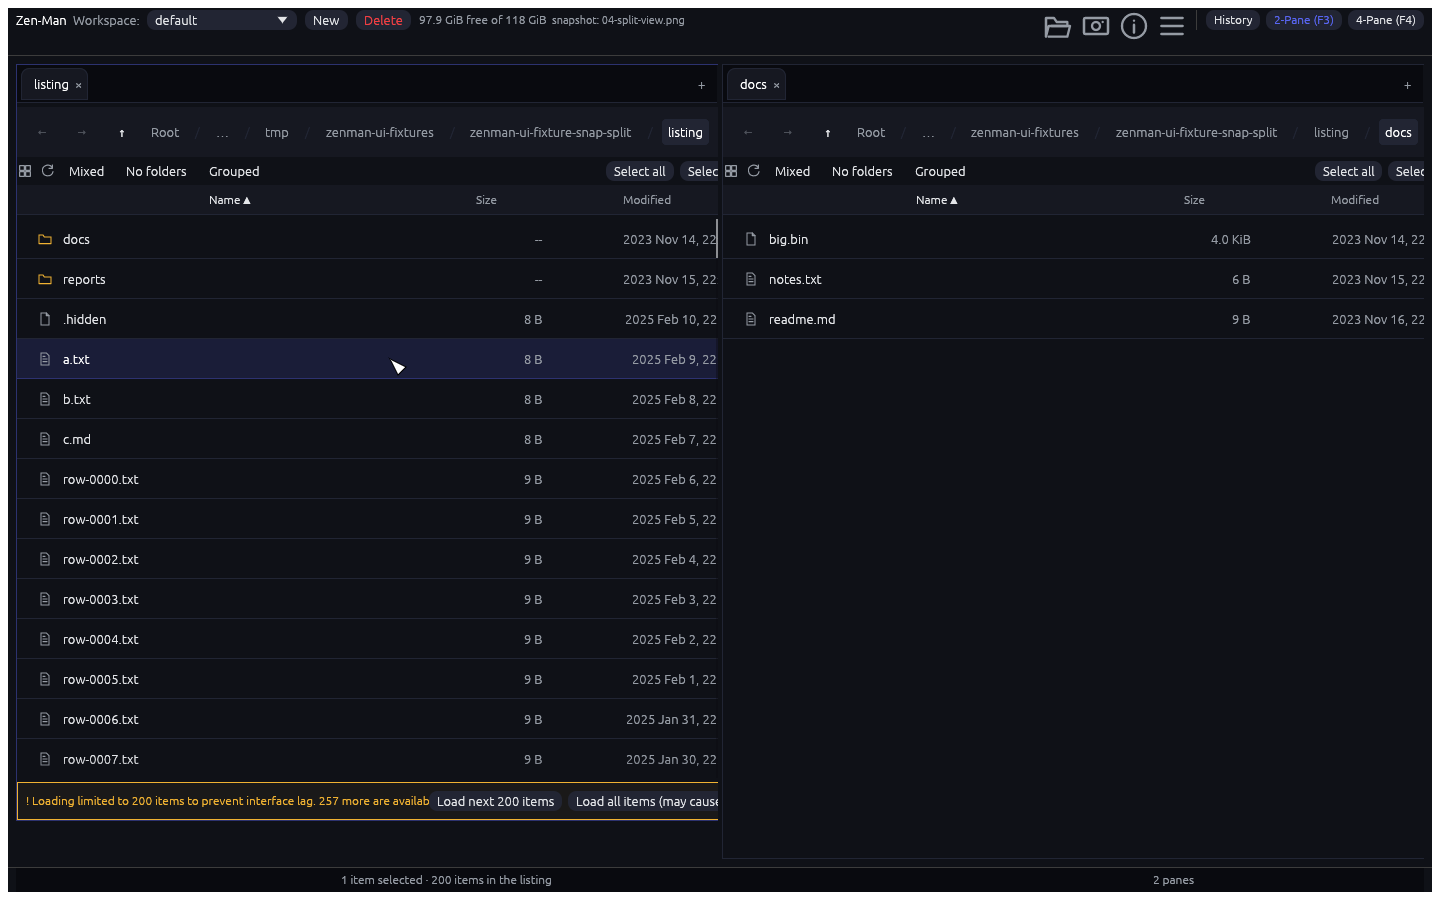 Zen-Man Workspace: default New Delete 97.9 GiB free of 118 GiB snapshot: 04-split-view.png History 2-Pane (F3) 4-Pane (F4)
listing × +
← → ↑ Root / ... / tmp / zenman-ui-fixtures / zenman-ui-fixture-snap-split / listing
Mixed No folders Grouped Select all Selec
Name ▲ Size Modified
docs -- 2023 Nov 14, 22
reports -- 2023 Nov 15, 22
.hidden 8 B 2025 Feb 10, 22
a.txt 8 B 2025 Feb 9, 22
b.txt 8 B 2025 Feb 8, 22
c.md 8 B 2025 Feb 7, 22
row-0000.txt 9 B 2025 Feb 6, 22
row-0001.txt 9 B 2025 Feb 5, 22
row-0002.txt 9 B 2025 Feb 4, 22
row-0003.txt 9 B 2025 Feb 3, 22
row-0004.txt 9 B 2025 Feb 2, 22
row-0005.txt 9 B 2025 Feb 1, 22
row-0006.txt 9 B 2025 Jan 31, 22
row-0007.txt 9 B 2025 Jan 30, 22
! Loading limited to 200 items to prevent interface lag. 257 more are availab Load next 200 items Load all items (may cause
docs × +
← → ↑ Root / ... / zenman-ui-fixtures / zenman-ui-fixture-snap-split / listing / docs
Mixed No folders Grouped Select all Selec
Name ▲ Size Modified
big.bin 4.0 KiB 2023 Nov 14, 22
notes.txt 6 B 2023 Nov 15, 22
readme.md 9 B 2023 Nov 16, 22
1 item selected · 200 items in the listing 2 panes